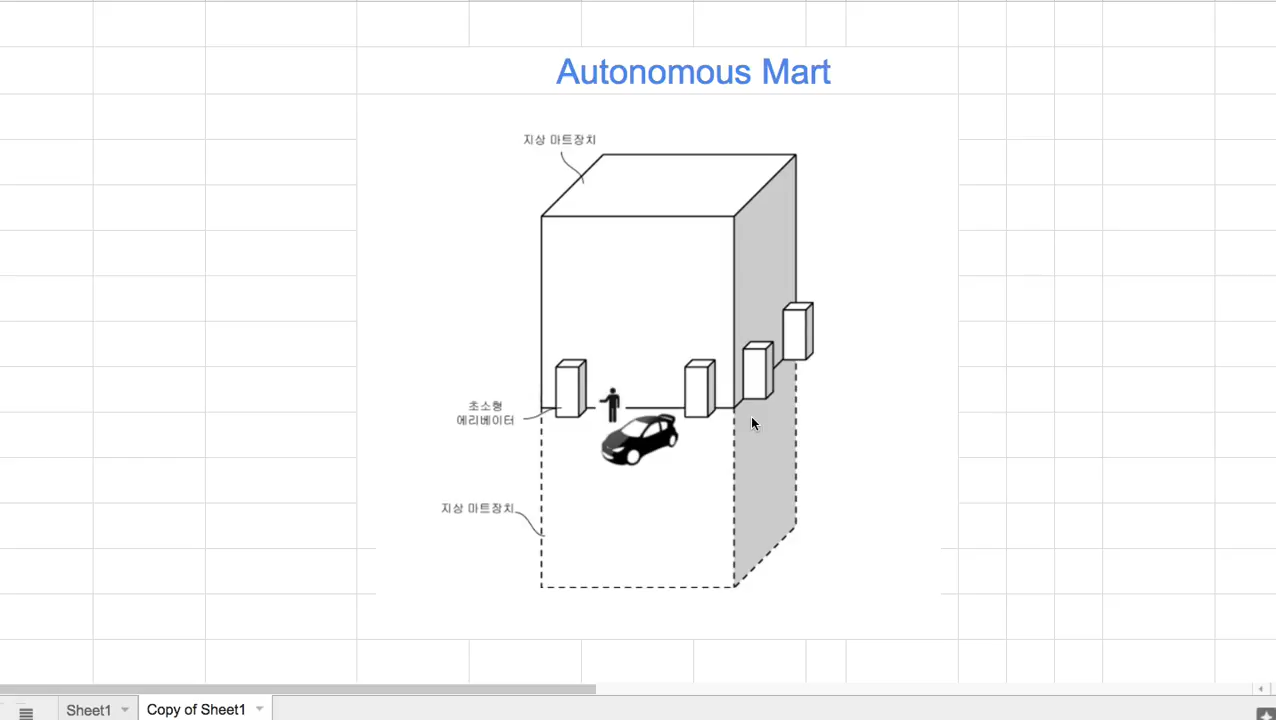 Autonomous Mart
지상 마트장치
초소형
에리베이터
지상 마트장치
Sheet1
Copy of Sheet1